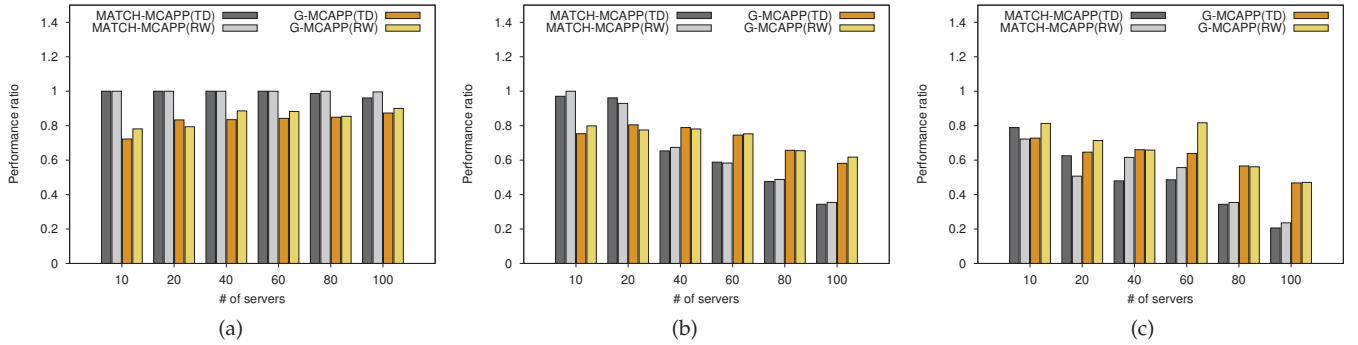 MATCH-MCAPP(TD) G-MCAPP(TD)
MATCH-MCAPP(RW) G-MCAPP(RW)
Performance ratio
1.4
1.2
1
0.8
0.6
0.4
0.2
0
10 20 40 60 80 100
# of servers
(a)
MATCH-MCAPP(TD) G-MCAPP(TD)
MATCH-MCAPP(RW) G-MCAPP(RW)
Performance ratio
1.4
1.2
1
0.8
0.6
0.4
0.2
0
10 20 40 60 80 100
# of servers
(b)
MATCH-MCAPP(TD) G-MCAPP(TD)
MATCH-MCAPP(RW) G-MCAPP(RW)
Performance ratio
1.4
1.2
1
0.8
0.6
0.4
0.2
0
10 20 40 60 80 100
# of servers
(c)